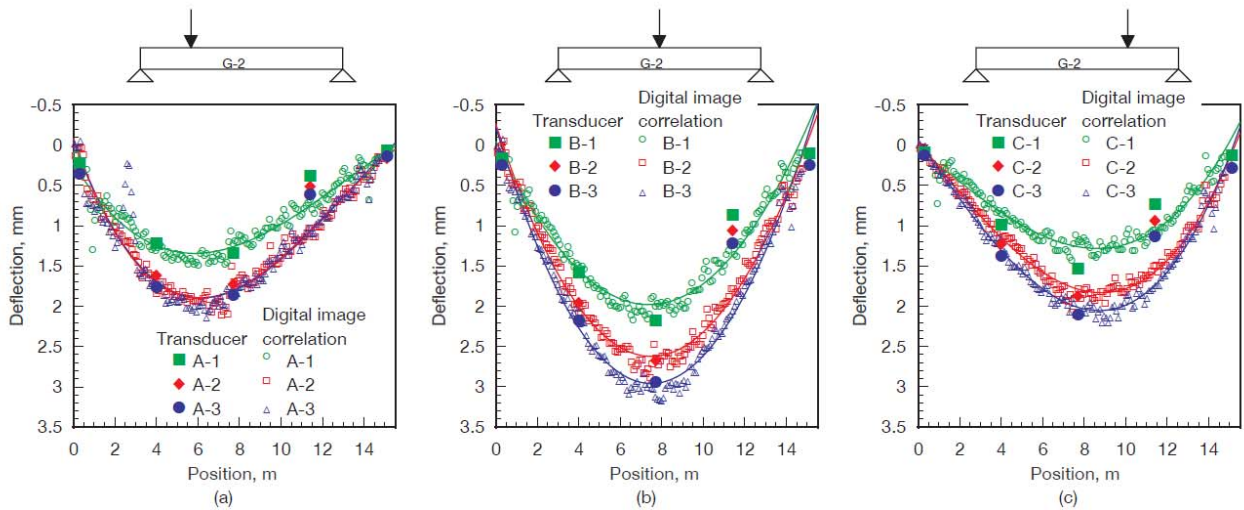 G-2
-0.5
0
0.5
1
1.5
2
2.5
3
3.5
Deflection, mm
Transducer
Digital image
correlation
A-1 A-1
A-2 A-2
A-3 A-3
0 2 4 6 8 10 12 14
Position, m
(a)
G-2
-0.5
0
0.5
1
1.5
2
2.5
3
3.5
Deflection, mm
Transducer
Digital image
correlation
B-1 B-1
B-2 B-2
B-3 B-3
0 2 4 6 8 10 12 14
Position, m
(b)
G-2
-0.5
0
0.5
1
1.5
2
2.5
3
3.5
Deflection, mm
Transducer
Digital image
correlation
C-1 C-1
C-2 C-2
C-3 C-3
0 2 4 6 8 10 12 14
Position, m
(c)